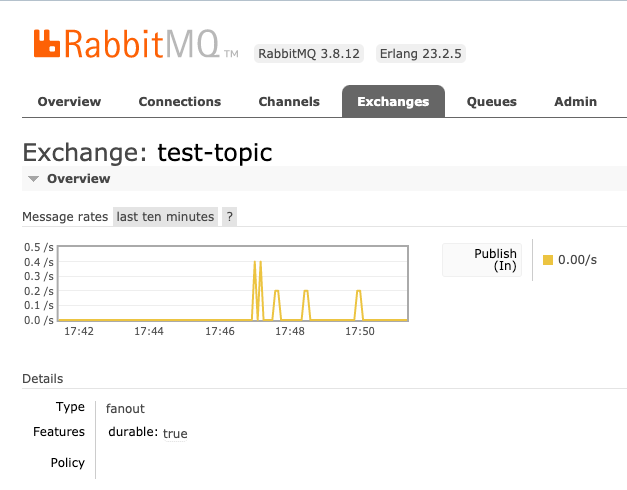 RabbitMQ TM RabbitMQ 3.8.12 Erlang 23.2.5
Overview Connections Channels Exchanges Queues Admin
Exchange: test-topic
Overview
Message rates last ten minutes ?
0.5 /s
0.4 /s
0.3 /s
0.2 /s
0.1 /s
0.0 /s
17:42 17:44 17:46 17:48 17:50
Publish
(In)
0.00/s
Details
Type fanout
Features durable: true
Policy